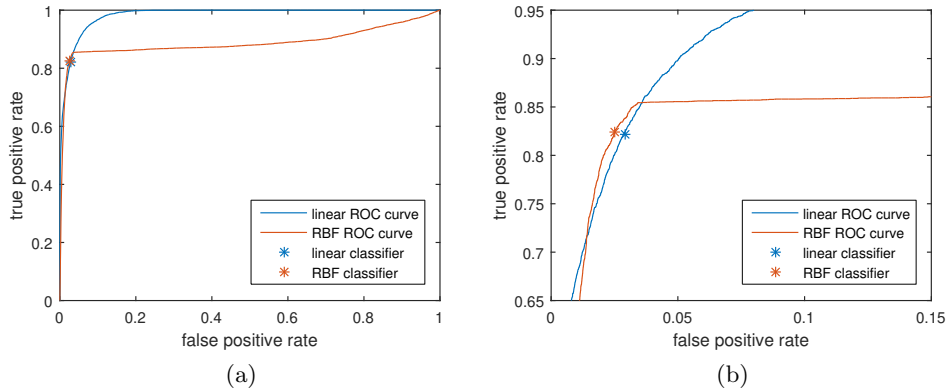 1
0.8
0.6
0.4
0.2
0
0
0.2
0.4
0.6
0.8
1
true positive rate
false positive rate
linear ROC curve
RBF ROC curve
linear classifier
RBF classifier
(a)
0.95
0.9
0.85
0.8
0.75
0.7
0.65
0
0.05
0.1
0.15
true positive rate
false positive rate
linear ROC curve
RBF ROC curve
linear classifier
RBF classifier
(b)